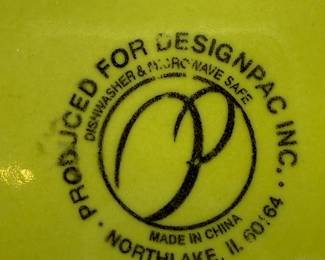 · PRODUCED FOR DESIGNPAC INC. ·
DISHWASHER & MICROWAVE SAFE
P
MADE IN CHINA
NORTHLAKE, IL 60164